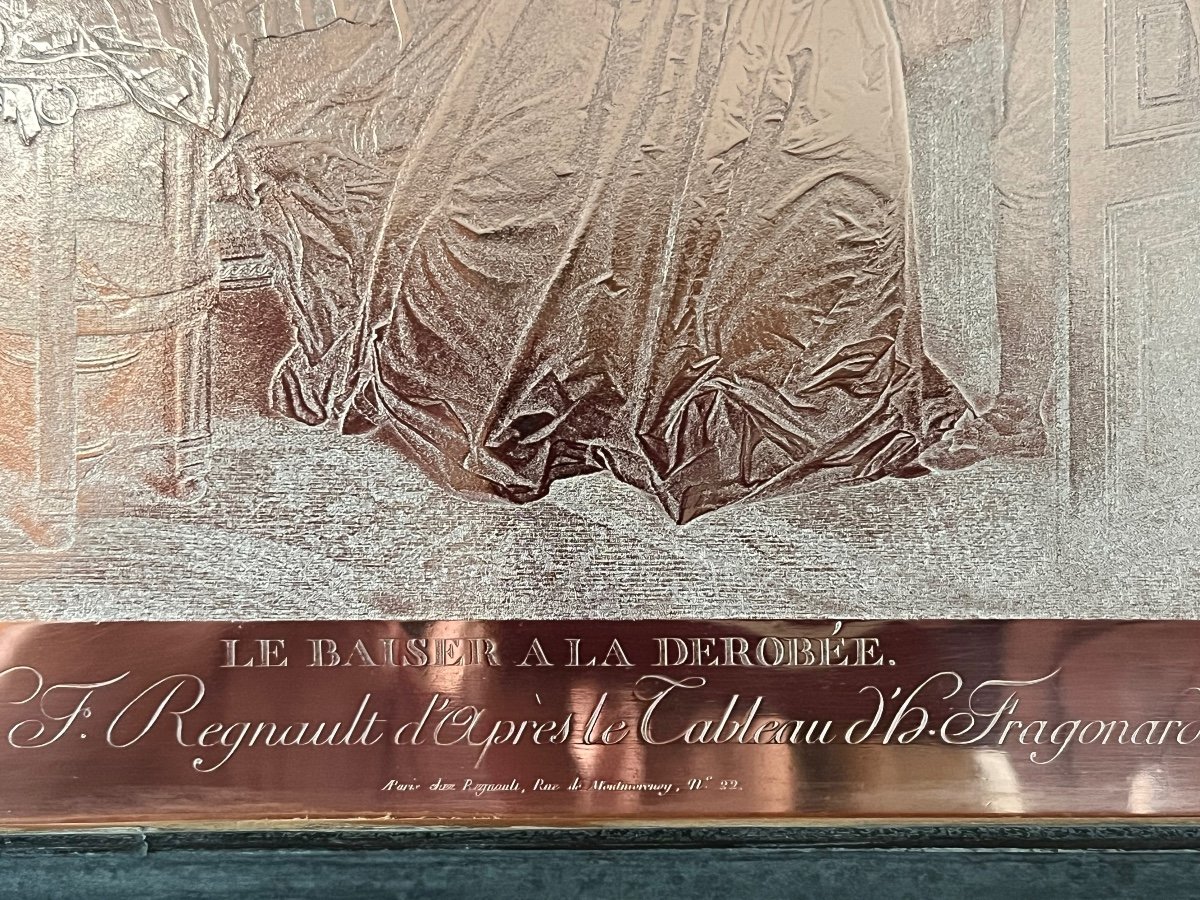 LE BAISER A LA DEROBÉE.
F. Regnault d'Après le Tableau d'h. Fragonard
A Paris chez Regnault, Rue de Montmorency, N° 22.